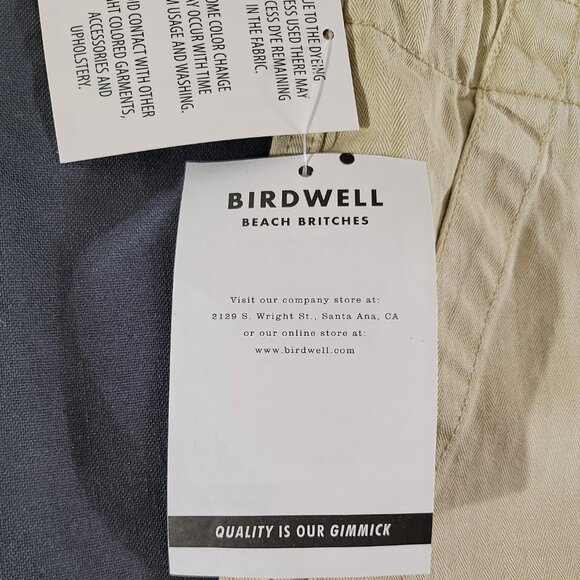 UE TO THE DYEING
ESS USED THERE MAY
CESS DYE REMAINING
IN THE FABRIC.
OME COLOR CHANGE
AY OCCUR WITH TIME
M USAGE AND WASHING.
OID CONTACT WITH OTHER
GHT COLORED GARMENTS,
ACCESSORIES AND
UPHOLSTERY.
BIRDWELL
BEACH BRITCHES
Visit our company store at:
2129 S. Wright St., Santa Ana, CA
or our online store at:
www.birdwell.com
QUALITY IS OUR GIMMICK